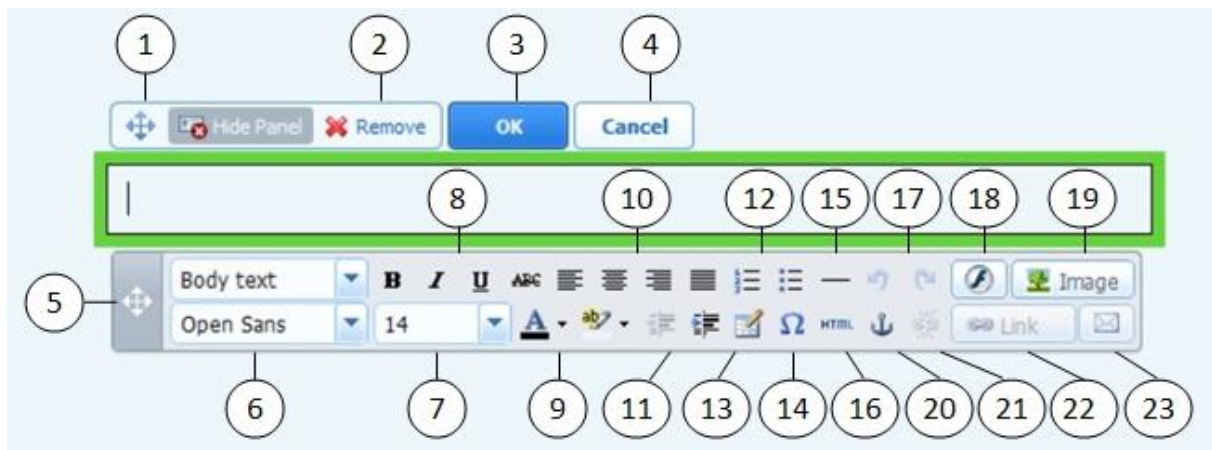 1 2 3 4
Hide Panel Remove OK Cancel
8 10 12 15 17 18 19
5
Body text B I U ABC Image
Open Sans 14 A ab Ω HTML Link
6 7 9 11 13 14 16 20 21 22 23